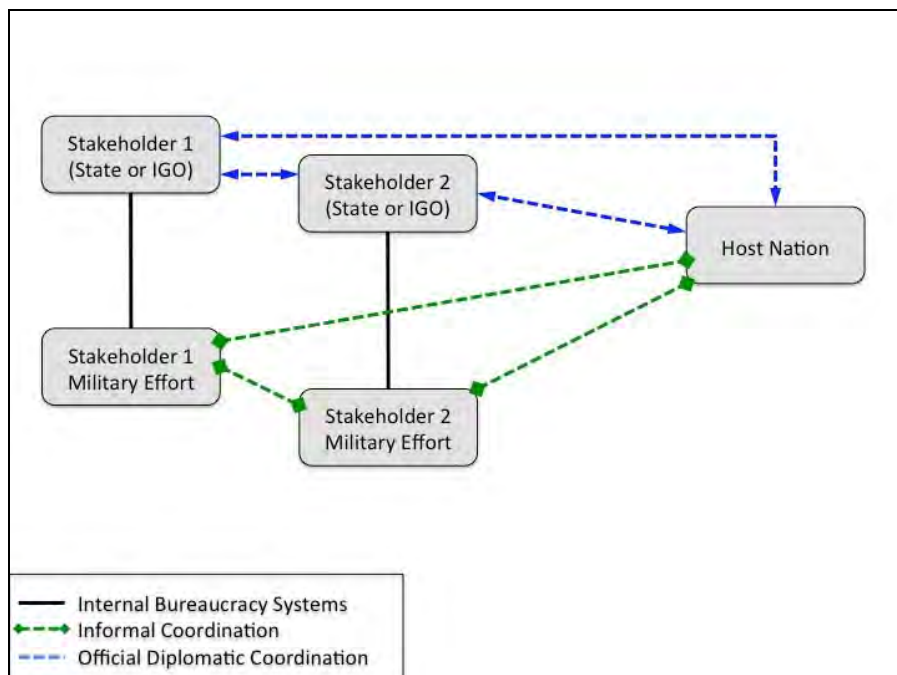 Stakeholder 1
(State or IGO)
Stakeholder 2
(State or IGO)
Host Nation
Stakeholder 1
Military Effort
Stakeholder 2
Military Effort
Internal Bureaucracy Systems
Informal Coordination
Official Diplomatic Coordination